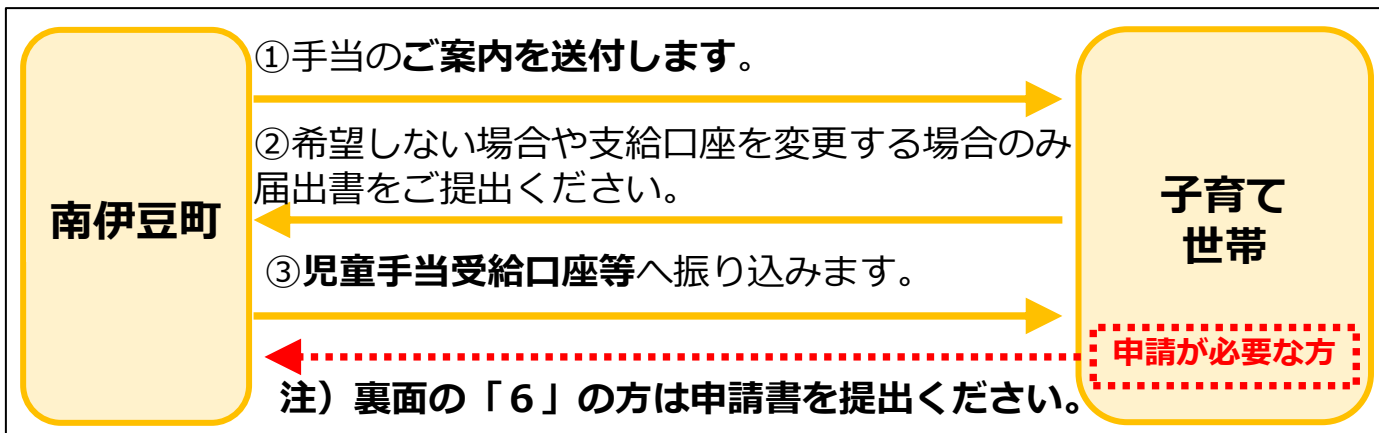 ①手当のご案内を送付します。
②希望しない場合や支給口座を変更する場合のみ
届出書をご提出ください。
南伊豆町
子育て
世帯
③児童手当受給口座等へ振り込みます。
申請が必要な方
注）裏面の「６」の方は申請書を提出ください。